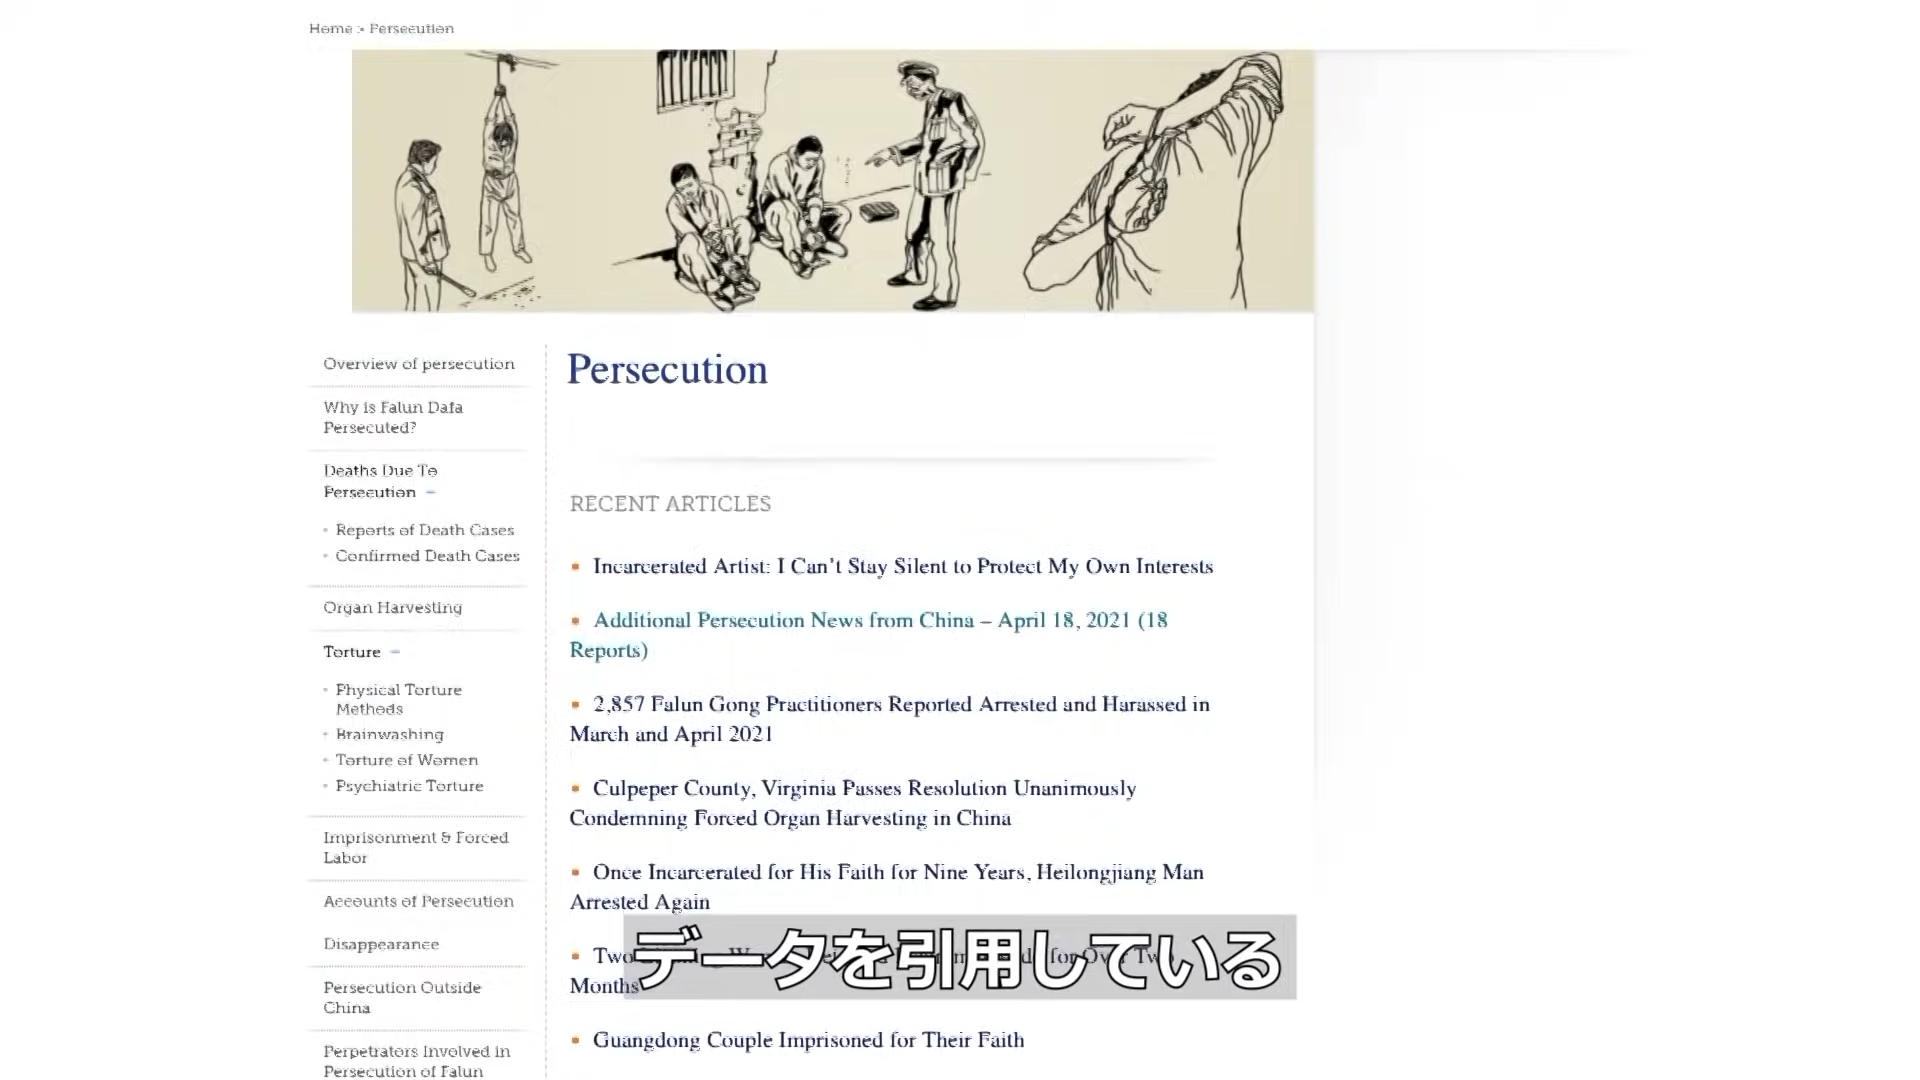 Home > Persecution
Overview of persecution
Why is Falun Dafa
Persecuted?
Deaths Due To
Persecution –
Reports of Death Cases
Confirmed Death Cases
Organ Harvesting
Torture –
Physical Torture
Methods
Brainwashing
Torture of Women
Psychiatric Torture
Imprisonment & Forced
Labor
Accounts of Persecution
Disappearance
Persecution Outside
China
Perpetrators Involved in
Persecution of Falun
Persecution
RECENT ARTICLES
Incarcerated Artist: I Can't Stay Silent to Protect My Own Interests
Additional Persecution News from China – April 18, 2021 (18
Reports)
2,857 Falun Gong Practitioners Reported Arrested and Harassed in
March and April 2021
Culpeper County, Virginia Passes Resolution Unanimously
Condemning Forced Organ Harvesting in China
Once Incarcerated for His Faith for Nine Years, Heilongjiang Man
Arrested Again
Two for Over Two
Months
Guangdong Couple Imprisoned for Their Faith
データを引用している